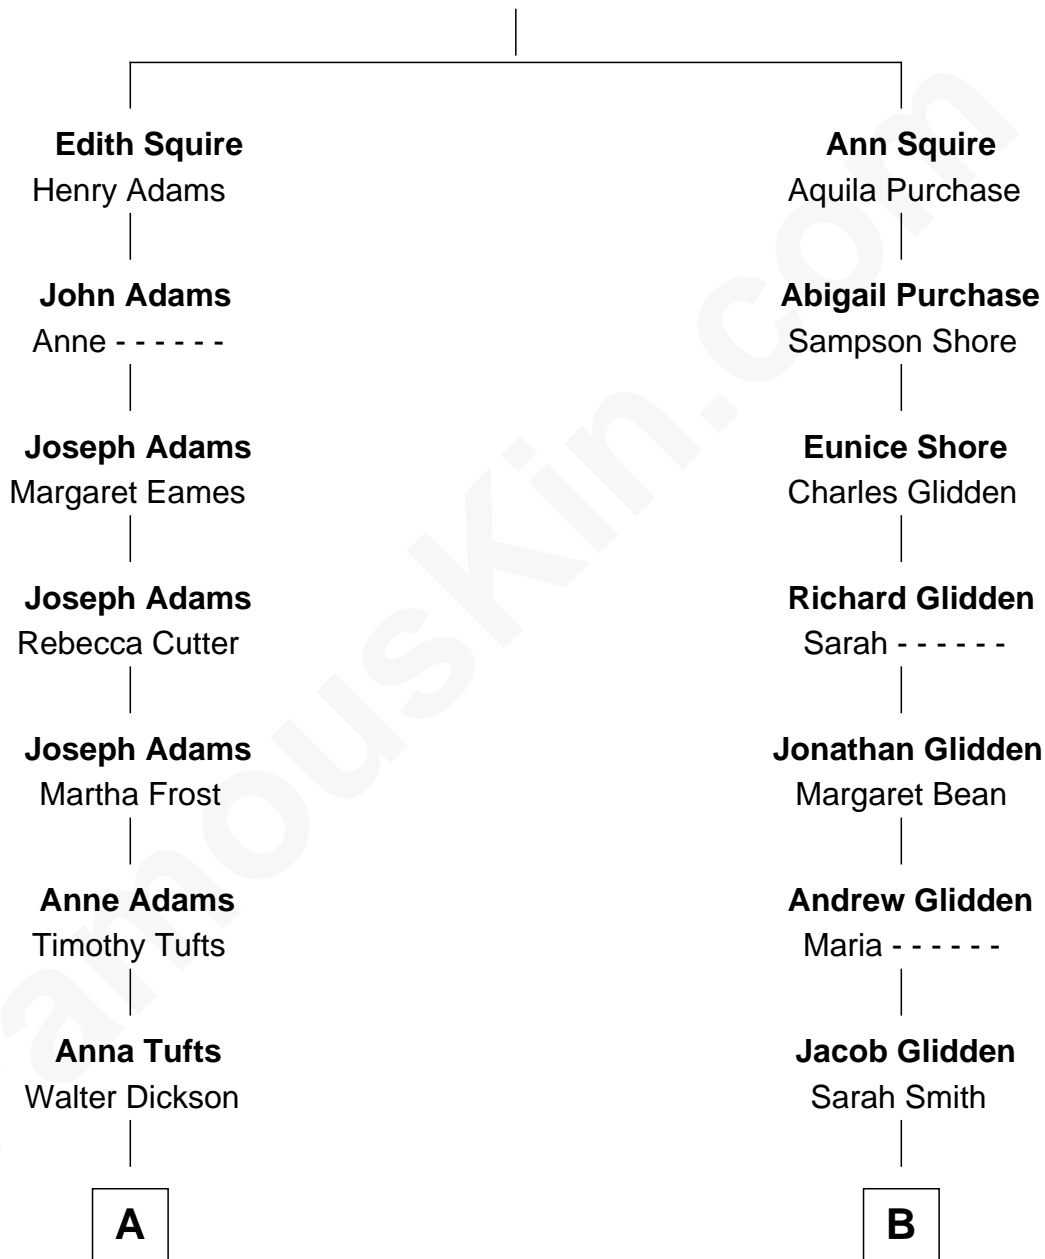 Edith Squire
Henry Adams
Ann Squire
Aquila Purchase
John Adams
Anne - - - - - -
Abigail Purchase
Sampson Shore
Joseph Adams
Margaret Eames
Eunice Shore
Charles Glidden
Joseph Adams
Rebecca Cutter
Richard Glidden
Sarah - - - - - -
Joseph Adams
Martha Frost
Jonathan Glidden
Margaret Bean
Anne Adams
Timothy Tufts
Andrew Glidden
Maria - - - - - -
Anna Tufts
Walter Dickson
Jacob Glidden
Sarah Smith
A
B
amouskin.com